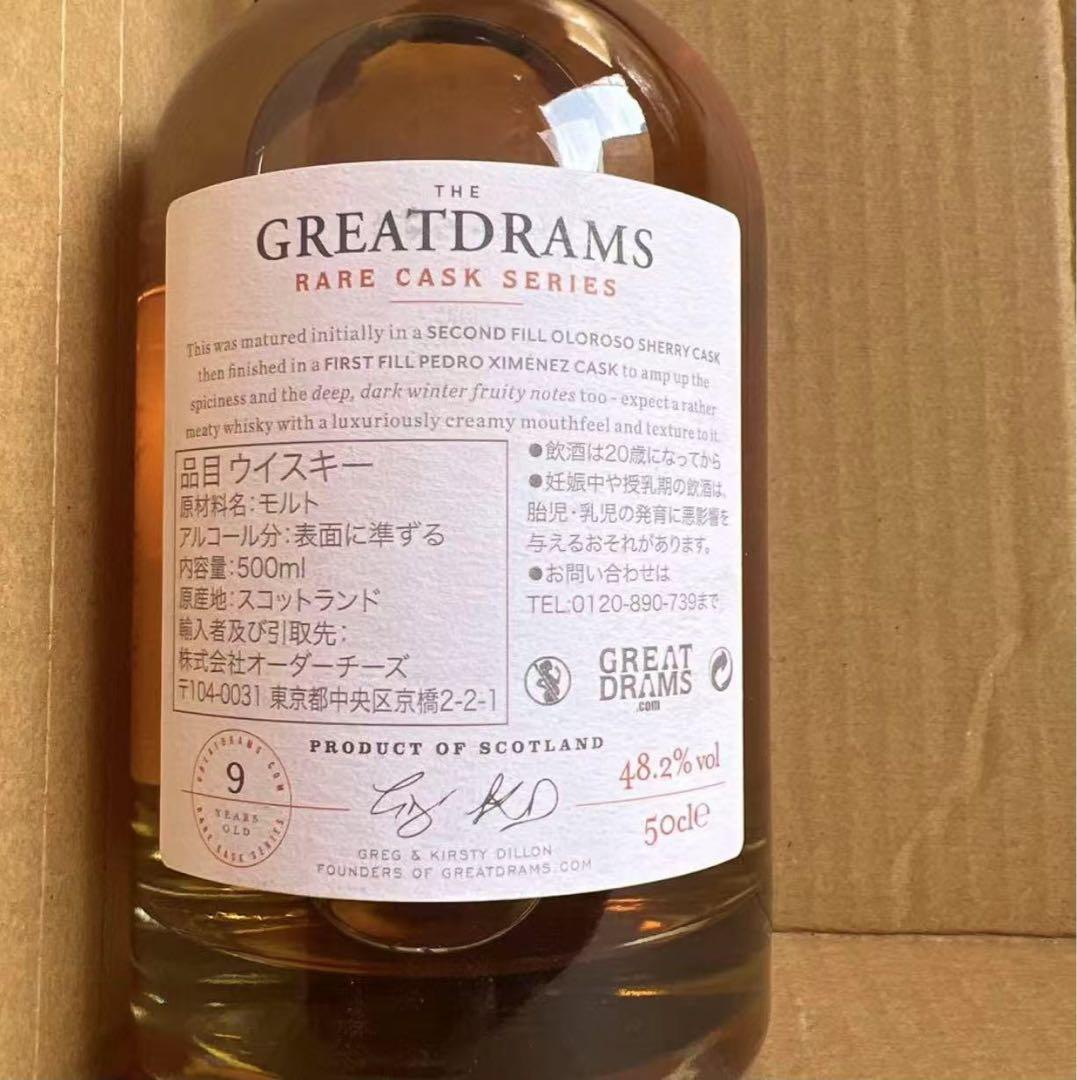 THE
GREATDRAMS
RARE CASK SERIES
This was matured initially in a SECOND FILL OLOROSO SHERRY CASK
then finished in a FIRST FILL PEDRO XIMÉNEZ CASK to amp up the
spiciness and the deep, dark winter fruity notes too - expect a rather
meaty whisky with a luxuriously creamy mouthfeel and texture to it.
品目 ウイスキー
原材料名:モルト
アルコール分:表面に準ずる
内容量:500ml
原産地:スコットランド
輸入者及び引取先:
株式会社オーダーチーズ
〒104-0031 東京都中央区京橋2-2-1
●飲酒は20歳になってから
●妊娠中や授乳期の飲酒は、
胎児・乳児の発育に悪影響を
与えるおそれがあります。
●お問い合わせは
TEL:0120-890-739まで
GREAT
DRAMS
.com
PRODUCT OF SCOTLAND
GREATDRAMS.COM
9
YEARS
OLD
RARE CASK SERIES
48.2% vol
50cl℮
GREG & KIRSTY DILLON
FOUNDERS OF GREATDRAMS.COM